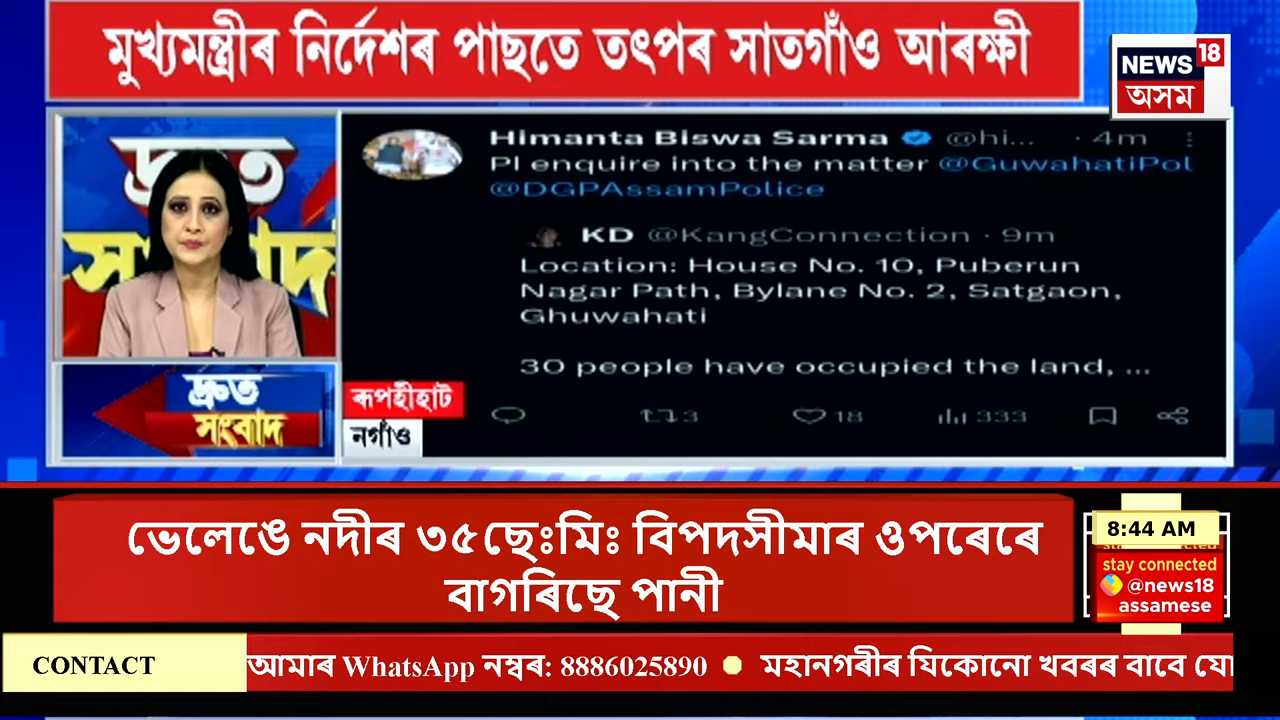 মুখ্যমন্ত্ৰীৰ নিৰ্দেশৰ পাছতে তৎপৰ সাতগাঁও আৰক্ষী
NEWS 18
অসম
দ্ৰুত
Himanta Biswa Sarma @hi... · 4m
Pl enquire into the matter @GuwahatiPol
@DGPAssamPolice
KD @KangConnection · 9m
Location: House No. 10, Puberun
Nagar Path, Bylane No. 2, Satgaon,
Ghuwahati
30 people have occupied the land, ...
3 18 333
দ্ৰুত
সংবাদ
ৰূপহীহাট
নগাঁও
ভেলেঙে নদীৰ ৩৫ছেঃমিঃ বিপদসীমাৰ ওপৰেৰে
বাগৰিছে পানী
8:44 AM
stay connected
@news18
assamese
CONTACT
আমাৰ WhatsApp নম্বৰ: 8886025890 মহানগৰীৰ যিকোনো খবৰৰ বাবে যো